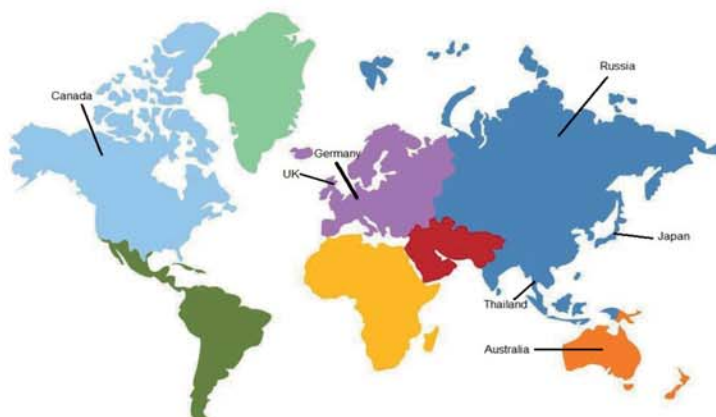 Russia
Canada
Germany
UK
Japan
Thailand
Australia